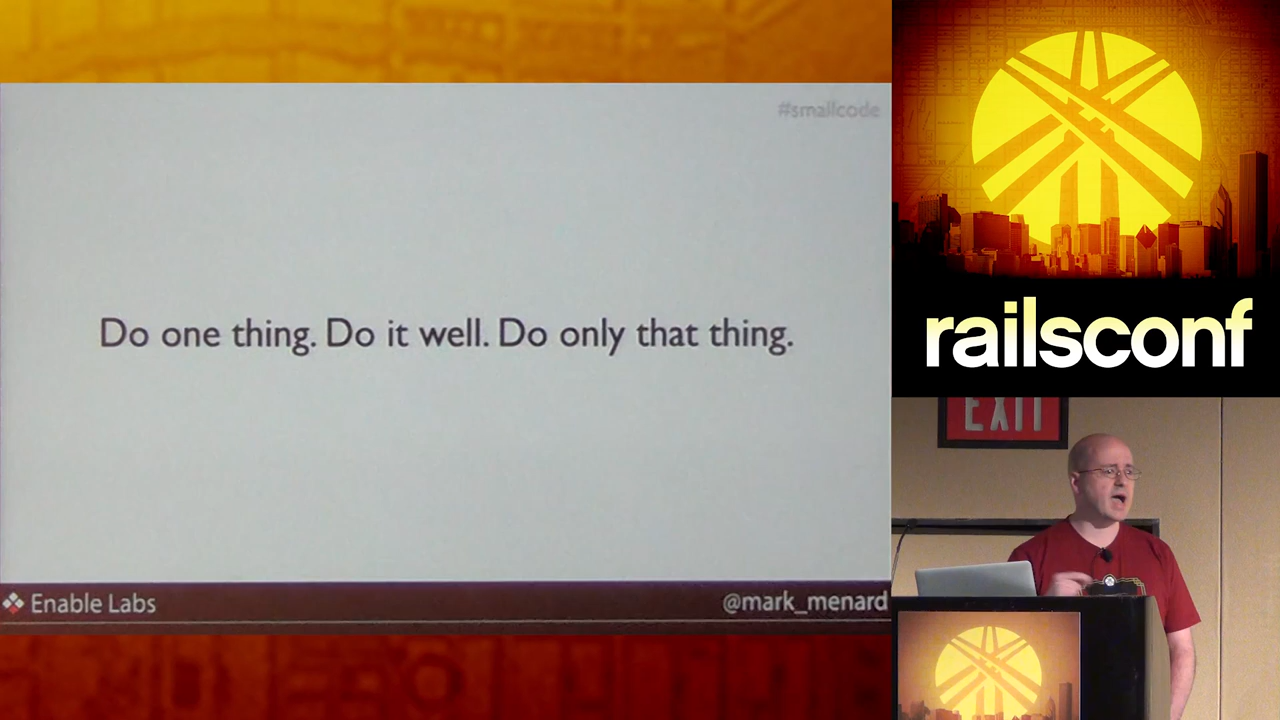 #smallcode
Do one thing. Do it well. Do only that thing.
Enable Labs
@mark_menard
railsconf
EXIT